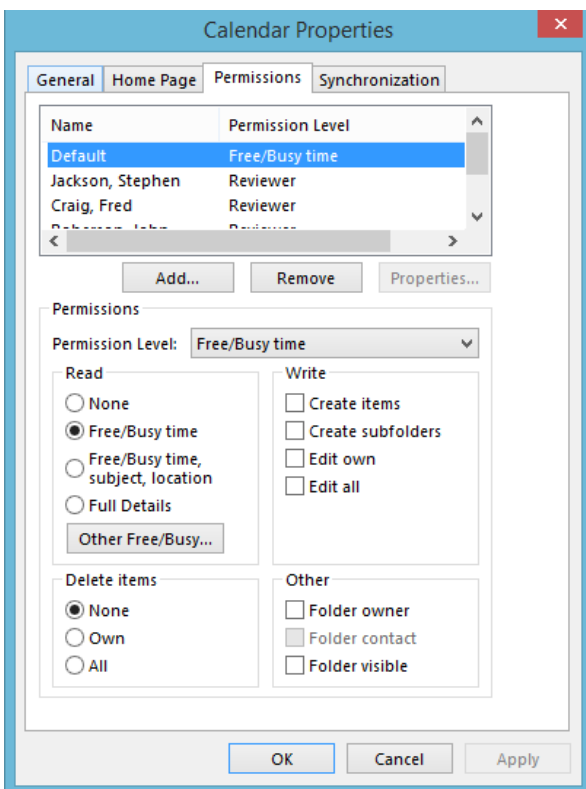 Calendar Properties
General Home Page Permissions Synchronization
Name Permission Level
Default Free/Busy time
Jackson, Stephen Reviewer
Craig, Fred Reviewer
Add... Remove Properties...
Permissions
Permission Level: Free/Busy time
Read
None
Free/Busy time
Free/Busy time,
subject, location
Full Details
Other Free/Busy...
Write
Create items
Create subfolders
Edit own
Edit all
Delete items
None
Own
All
Other
Folder owner
Folder contact
Folder visible
OK Cancel Apply